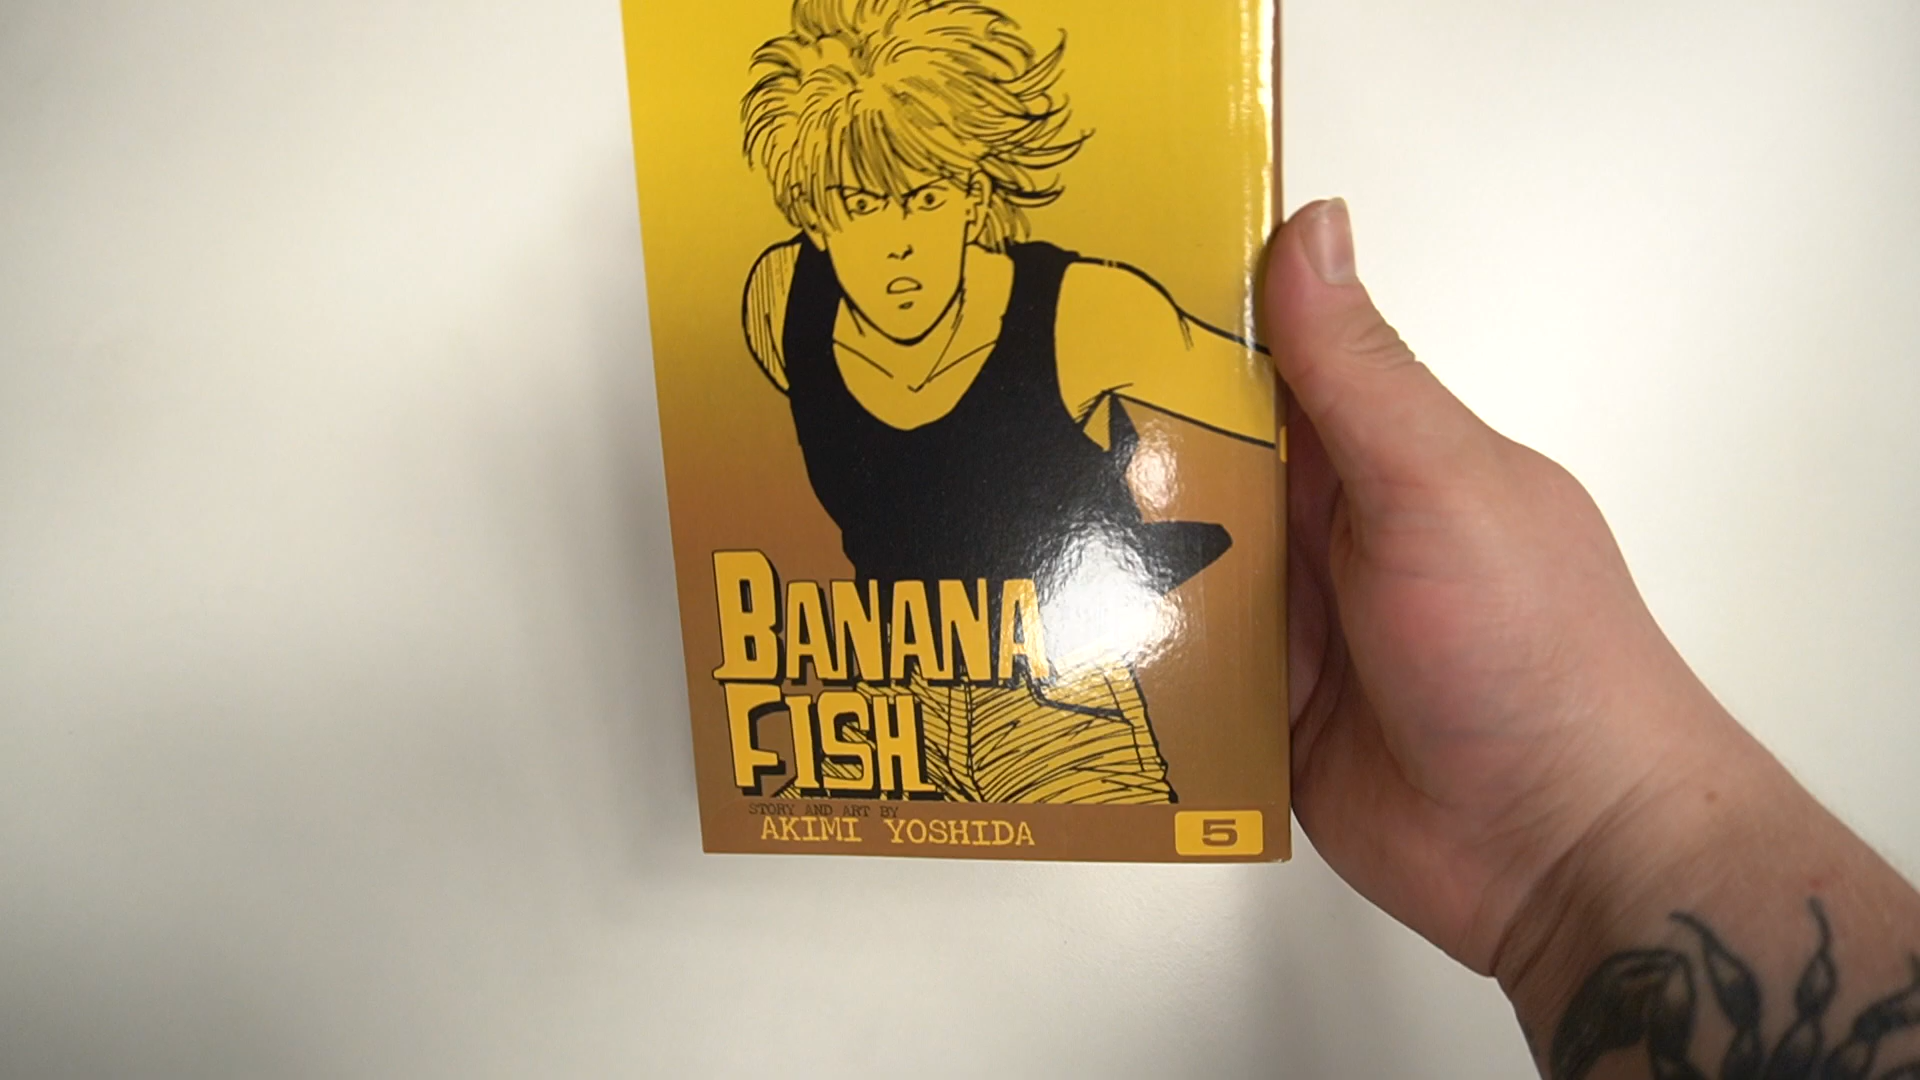 BANANA
FISH
STORY AND ART BY
AKIMI YOSHIDA
5